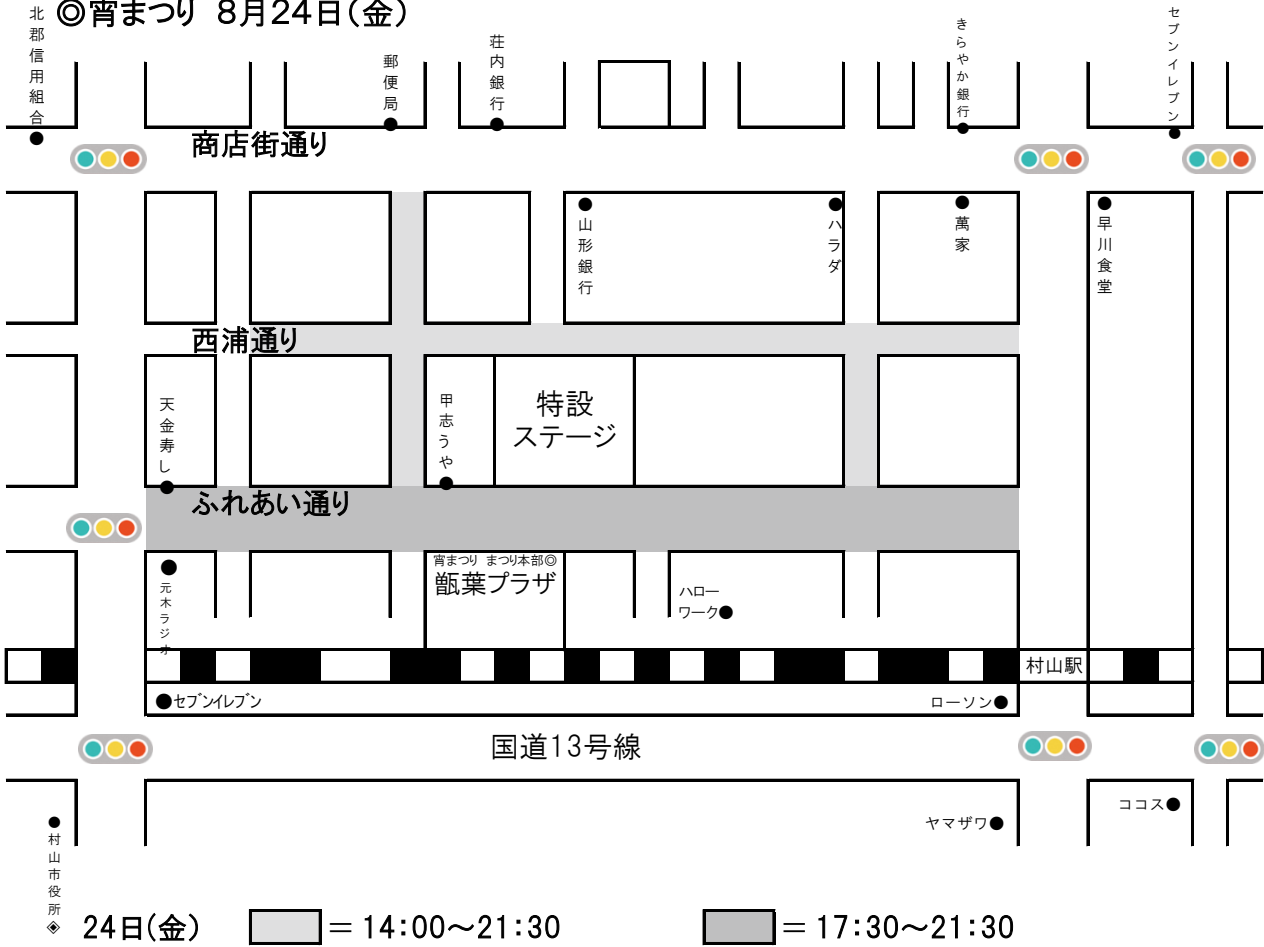 ◎宵まつり 8月24日(金)
北郡信用組合
郵便局
荘内銀行
きらやか銀行
セブンイレブン
商店街通り
山形銀行
ハラダ
萬家
早川食堂
西浦通り
天金寿し
甲志うや
特設
ステージ
ふれあい通り
元木ラジオ
宵まつり まつり本部◎
甑葉プラザ
ハロー
ワーク
村山駅
セブンイレブン
ローソン
国道13号線
ココス
ヤマザワ
村山市役所
24日(金) =14:00~21:30 =17:30~21:30